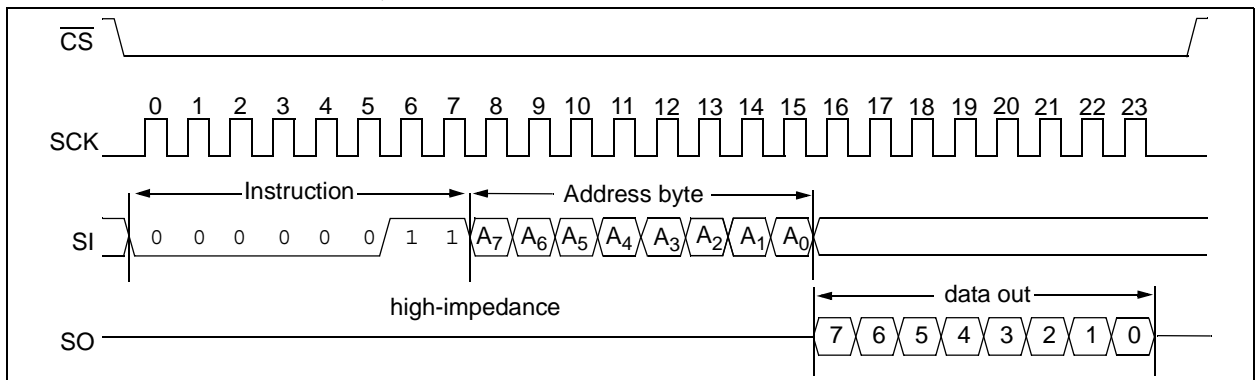 CS
0 1 2 3 4 5 6 7 8 9 10 11 12 13 14 15 16 17 18 19 20 21 22 23
SCK
Instruction Address byte
SI 0 0 0 0 0 0 1 1 A7 A6 A5 A4 A3 A2 A1 A0
high-impedance data out
SO 7 6 5 4 3 2 1 0